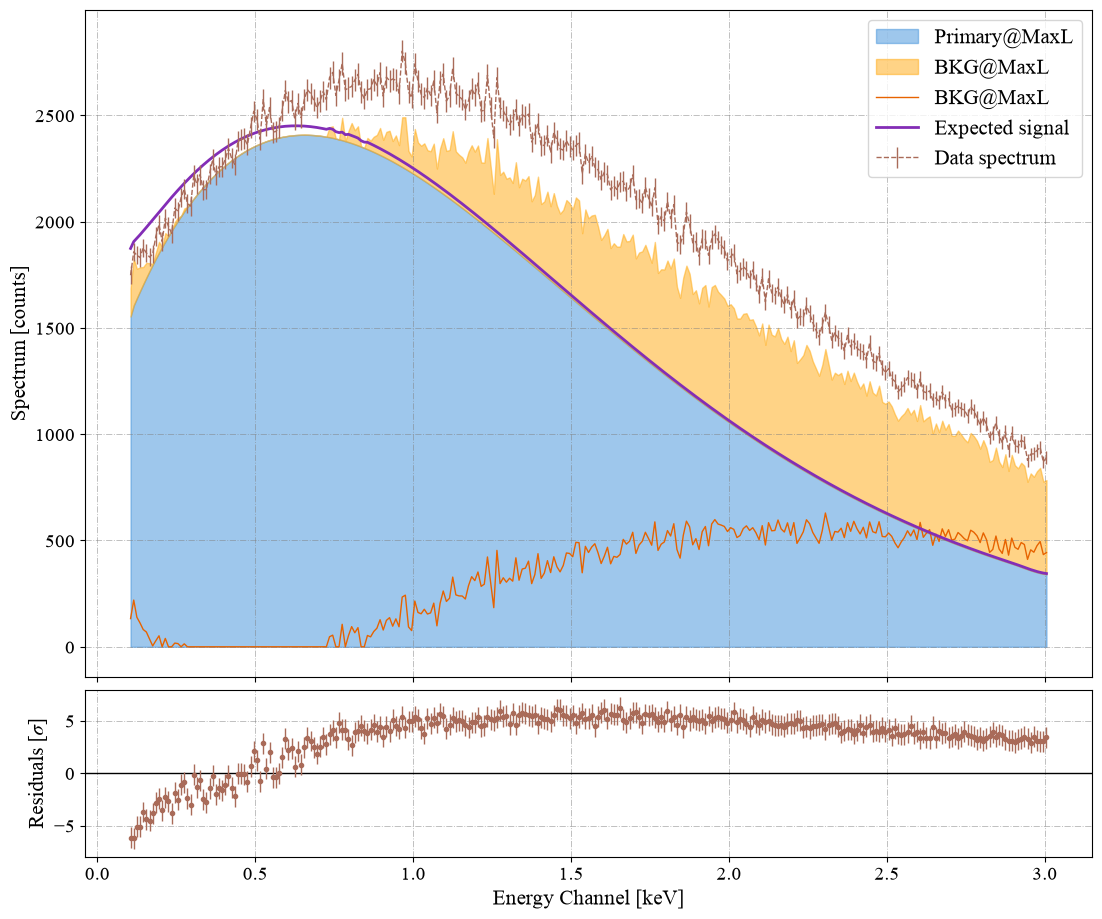 Spectrum [counts]
2500
2000
1500
1000
500
0
Primary@MaxL
BKG@MaxL
BKG@MaxL
Expected signal
Data spectrum
Residuals [σ]
5
0
−5
0.0 0.5 1.0 1.5 2.0 2.5 3.0
Energy Channel [keV]